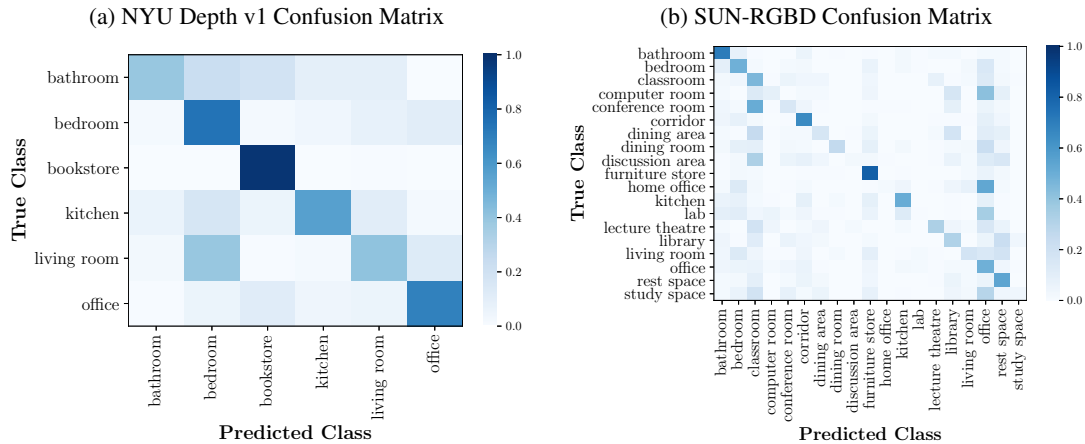 (a) NYU Depth v1 Confusion Matrix
True Class
bathroom
bedroom
bookstore
kitchen
living room
office
bathroom
bedroom
bookstore
kitchen
living room
office
Predicted Class
1.0
0.8
0.6
0.4
0.2
0.0
(b) SUN-RGBD Confusion Matrix
True Class
bathroom
bedroom
classroom
computer room
conference room
corridor
dining area
dining room
discussion area
furniture store
home office
kitchen
lab
lecture theatre
library
living room
office
rest space
study space
bathroom
bedroom
classroom
computer room
conference room
corridor
dining area
dining room
discussion area
furniture store
home office
kitchen
lab
lecture theatre
library
living room
office
rest space
study space
Predicted Class
1.0
0.8
0.6
0.4
0.2
0.0